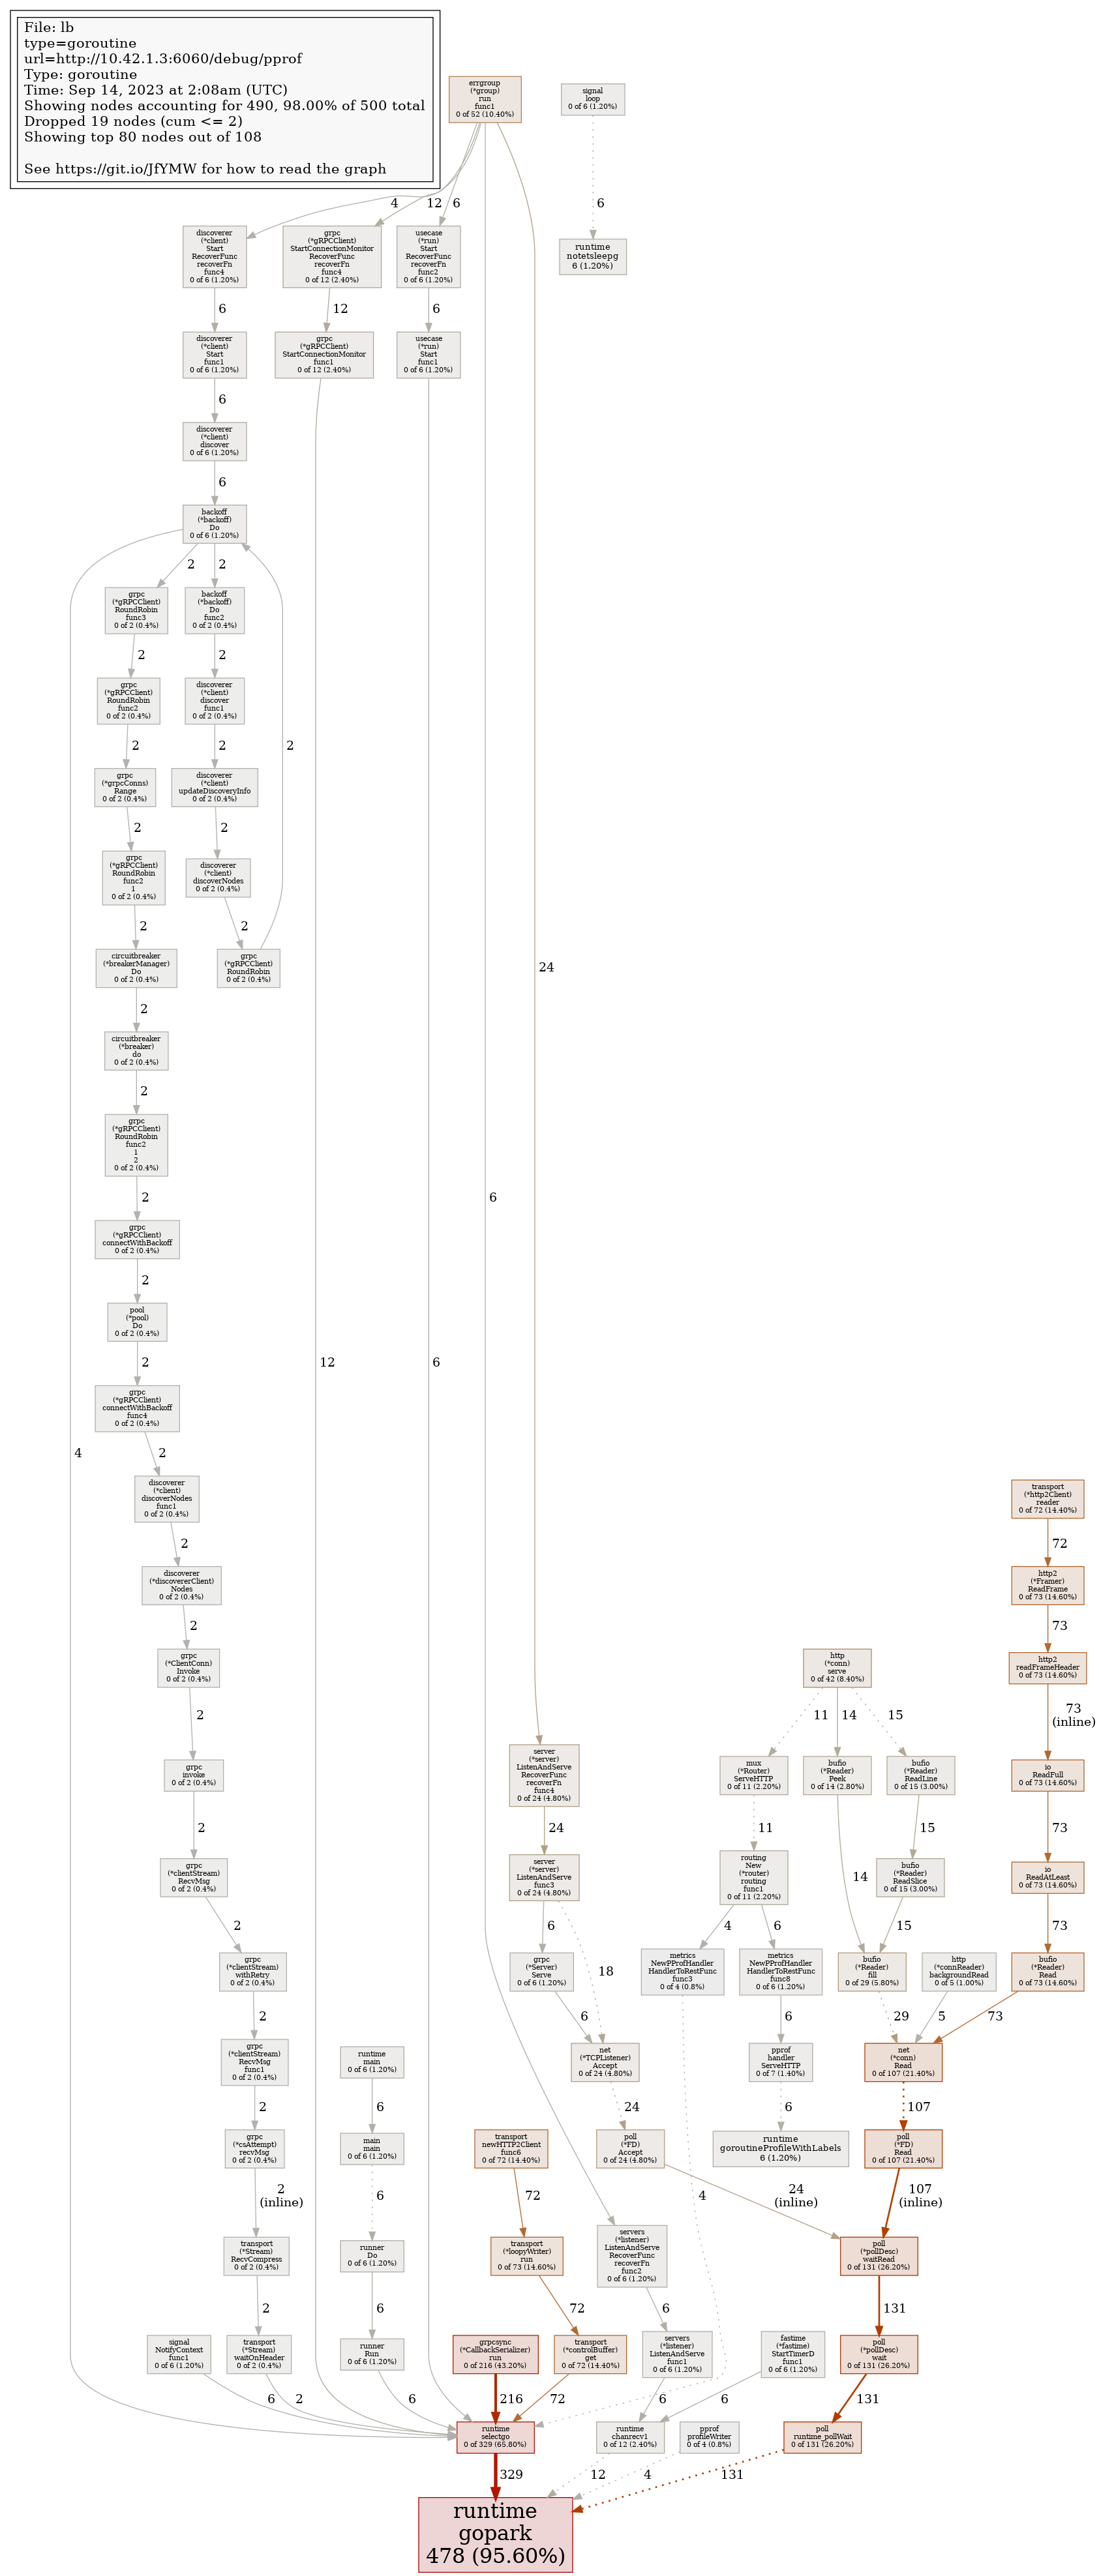 File: lb
type=goroutine
url=http://10.42.1.3:6060/debug/pprof
Type: goroutine
Time: Sep 14, 2023 at 2:08am (UTC)
Showing nodes accounting for 490, 98.00% of 500 total
Dropped 19 nodes (cum <= 2)
Showing top 80 nodes out of 108
See https://git.io/JfYMW for how to read the graph
errgroup
(*group)
run
func1
0 of 52 (10.40%)
signal
loop
0 of 6 (1.20%)
4
12
6
6
discoverer
(*client)
Start
RecoverFunc
recoverFn
func4
0 of 6 (1.20%)
grpc
(*gRPCClient)
StartConnectionMonitor
RecoverFunc
recoverFn
func4
0 of 12 (2.40%)
usecase
(*run)
Start
RecoverFunc
recoverFn
func2
0 of 6 (1.20%)
runtime
notetsleepg
6 (1.20%)
6
12
6
discoverer
(*client)
Start
func1
0 of 6 (1.20%)
grpc
(*gRPCClient)
StartConnectionMonitor
func1
0 of 12 (2.40%)
usecase
(*run)
Start
func1
0 of 6 (1.20%)
6
discoverer
(*client)
discover
0 of 6 (1.20%)
6
backoff
(*backoff)
Do
0 of 6 (1.20%)
2
2
grpc
(*gRPCClient)
RoundRobin
func3
0 of 2 (0.4%)
backoff
(*backoff)
Do
func2
0 of 2 (0.4%)
2
2
grpc
(*gRPCClient)
RoundRobin
func2
0 of 2 (0.4%)
discoverer
(*client)
discover
func1
0 of 2 (0.4%)
2
2
2
grpc
(*grpcConns)
Range
0 of 2 (0.4%)
discoverer
(*client)
updateDiscoveryInfo
0 of 2 (0.4%)
2
2
grpc
(*gRPCClient)
RoundRobin
func2
1
0 of 2 (0.4%)
discoverer
(*client)
discoverNodes
0 of 2 (0.4%)
2
2
circuitbreaker
(*breakerManager)
Do
0 of 2 (0.4%)
grpc
(*gRPCClient)
RoundRobin
0 of 2 (0.4%)
24
2
circuitbreaker
(*breaker)
do
0 of 2 (0.4%)
2
grpc
(*gRPCClient)
RoundRobin
func2
1
2
0 of 2 (0.4%)
2
6
grpc
(*gRPCClient)
connectWithBackoff
0 of 2 (0.4%)
2
pool
(*pool)
Do
0 of 2 (0.4%)
2
12
6
grpc
(*gRPCClient)
connectWithBackoff
func4
0 of 2 (0.4%)
4
2
discoverer
(*client)
discoverNodes
func1
0 of 2 (0.4%)
transport
(*http2Client)
reader
0 of 72 (14.40%)
2
72
discoverer
(*discovererClient)
Nodes
0 of 2 (0.4%)
http2
(*Framer)
ReadFrame
0 of 73 (14.60%)
2
73
grpc
(*ClientConn)
Invoke
0 of 2 (0.4%)
http
(*conn)
serve
0 of 42 (8.40%)
http2
readFrameHeader
0 of 73 (14.60%)
2
11
14
15
73
(inline)
grpc
invoke
0 of 2 (0.4%)
server
(*server)
ListenAndServe
RecoverFunc
recoverFn
func4
0 of 24 (4.80%)
mux
(*Router)
ServeHTTP
0 of 11 (2.20%)
bufio
(*Reader)
Peek
0 of 14 (2.80%)
bufio
(*Reader)
ReadLine
0 of 15 (3.00%)
io
ReadFull
0 of 73 (14.60%)
2
24
11
15
73
grpc
(*clientStream)
RecvMsg
0 of 2 (0.4%)
server
(*server)
ListenAndServe
func3
0 of 24 (4.80%)
routing
New
(*router)
routing
func1
0 of 11 (2.20%)
14
bufio
(*Reader)
ReadSlice
0 of 15 (3.00%)
io
ReadAtLeast
0 of 73 (14.60%)
2
6
18
4
6
15
73
grpc
(*clientStream)
withRetry
0 of 2 (0.4%)
grpc
(*Server)
Serve
0 of 6 (1.20%)
metrics
NewPProfHandler
HandlerToRestFunc
func3
0 of 4 (0.8%)
metrics
NewPProfHandler
HandlerToRestFunc
func8
0 of 6 (1.20%)
bufio
(*Reader)
fill
0 of 29 (5.80%)
http
(*connReader)
backgroundRead
0 of 5 (1.00%)
bufio
(*Reader)
Read
0 of 73 (14.60%)
2
6
6
29
5
73
grpc
(*clientStream)
RecvMsg
func1
0 of 2 (0.4%)
runtime
main
0 of 6 (1.20%)
net
(*TCPListener)
Accept
0 of 24 (4.80%)
pprof
handler
ServeHTTP
0 of 7 (1.40%)
net
(*conn)
Read
0 of 107 (21.40%)
2
6
24
6
107
grpc
(*csAttempt)
recvMsg
0 of 2 (0.4%)
main
main
0 of 6 (1.20%)
transport
newHTTP2Client
func6
0 of 72 (14.40%)
poll
(*FD)
Accept
0 of 24 (4.80%)
runtime
goroutineProfileWithLabels
6 (1.20%)
poll
(*FD)
Read
0 of 107 (21.40%)
2
(inline)
6
72
4
24
(inline)
107
(inline)
transport
(*Stream)
RecvCompress
0 of 2 (0.4%)
runner
Do
0 of 6 (1.20%)
transport
(*loopyWriter)
run
0 of 73 (14.60%)
servers
(*listener)
ListenAndServe
RecoverFunc
recoverFn
func2
0 of 6 (1.20%)
poll
(*pollDesc)
waitRead
0 of 131 (26.20%)
2
6
72
6
131
signal
NotifyContext
func1
0 of 6 (1.20%)
transport
(*Stream)
waitOnHeader
0 of 2 (0.4%)
runner
Run
0 of 6 (1.20%)
grpcsync
(*CallbackSerializer)
run
0 of 216 (43.20%)
transport
(*controlBuffer)
get
0 of 72 (14.40%)
servers
(*listener)
ListenAndServe
func1
0 of 6 (1.20%)
fastime
(*fastime)
StartTimerD
func1
0 of 6 (1.20%)
poll
(*pollDesc)
wait
0 of 131 (26.20%)
6
2
6
216
72
6
6
131
runtime
selectgo
0 of 329 (65.80%)
runtime
chanrecv1
0 of 12 (2.40%)
pprof
profileWriter
0 of 4 (0.8%)
poll
runtime_pollWait
0 of 131 (26.20%)
329
12
4
131
runtime
gopark
478 (95.60%)